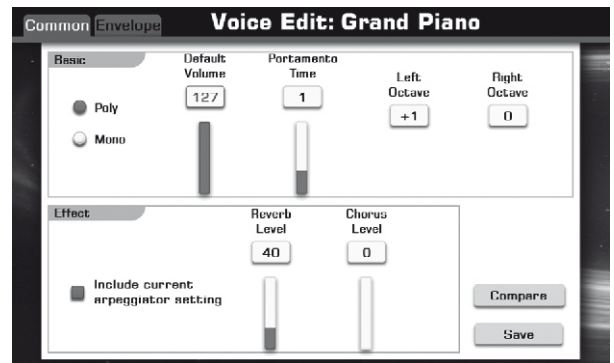 Common Envelope Voice Edit: Grand Piano
Basic
Default
Volume
127
Portamento
Time
1
Left
Octave
+1
Right
Octave
0
Poly
Mono
Effect
Reverb
Level
40
Chorus
Level
0
Include current
arpeggiator setting
Compare
Save